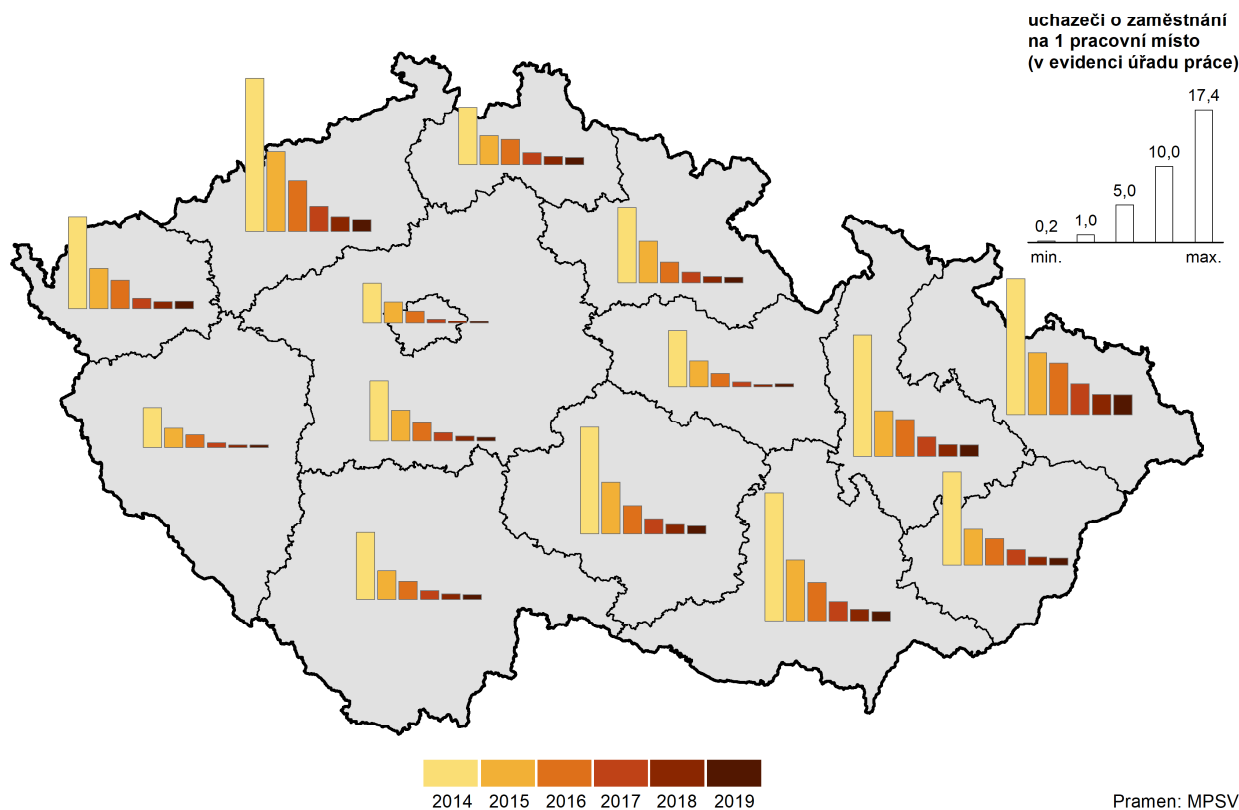 uchazeči o zaměstnání
na 1 pracovní místo
(v evidenci úřadu práce)
17,4
10,0
5,0
1,0
0,2
min.
max.
2014
2015
2016
2017
2018
2019
Pramen: MPSV